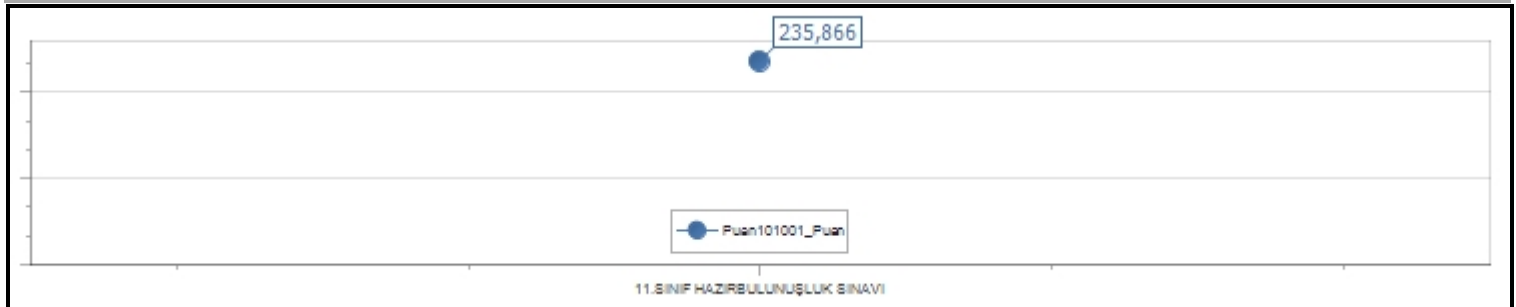 235,866
Puan101001_Puan
11.SINIF HAZIRBULUNUŞLUK SINAVI